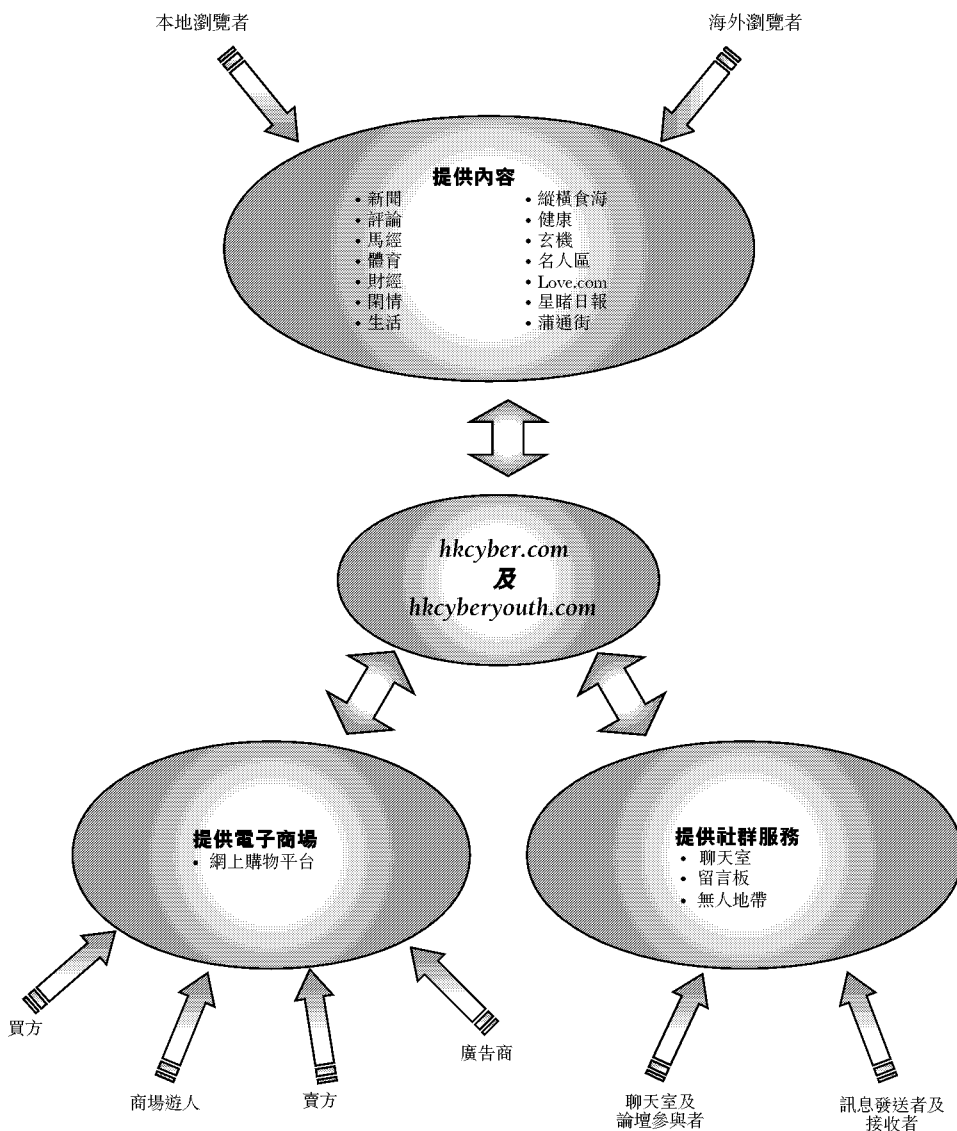 本地瀏覽者
海外瀏覽者
提供內容
• 新聞
• 評論
• 馬經
• 體育
• 財經
• 閑情
• 生活
• 縱橫食海
• 健康
• 玄機
• 名人區
• Love.com
• 星睹日報
• 蒲通街
hkcyber.com
及
hkcyberyouth.com
提供電子商場
• 網上購物平台
提供社群服務
• 聊天室
• 留言板
• 無人地帶
買方
商場遊人
賣方
廣告商
聊天室及
論壇參與者
訊息發送者及
接收者